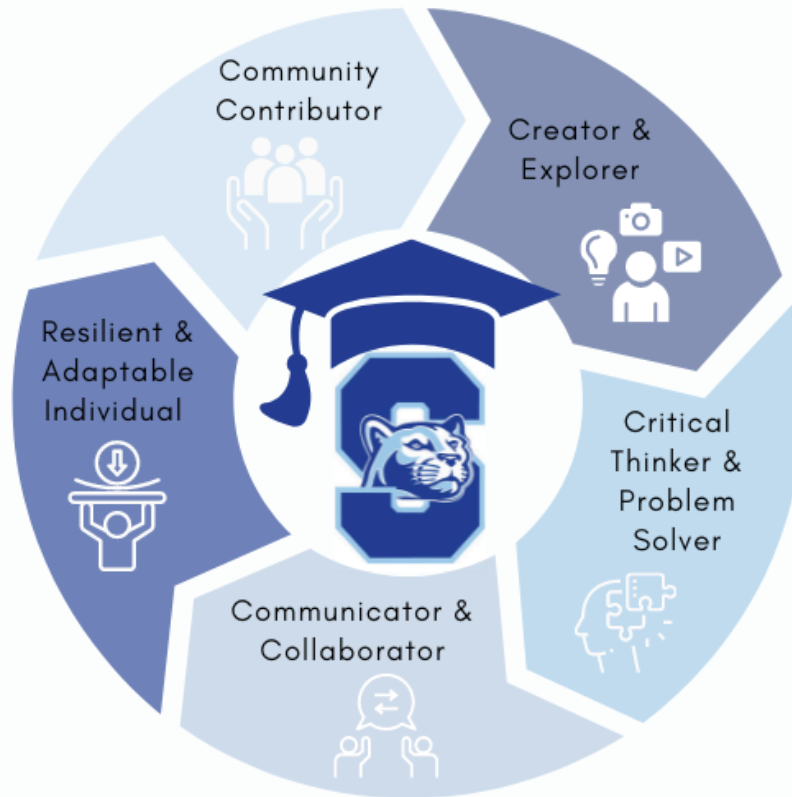 Community
Contributor
Creator &
Explorer
Critical
Thinker &
Problem
Solver
Communicator &
Collaborator
Resilient &
Adaptable
Individual
S